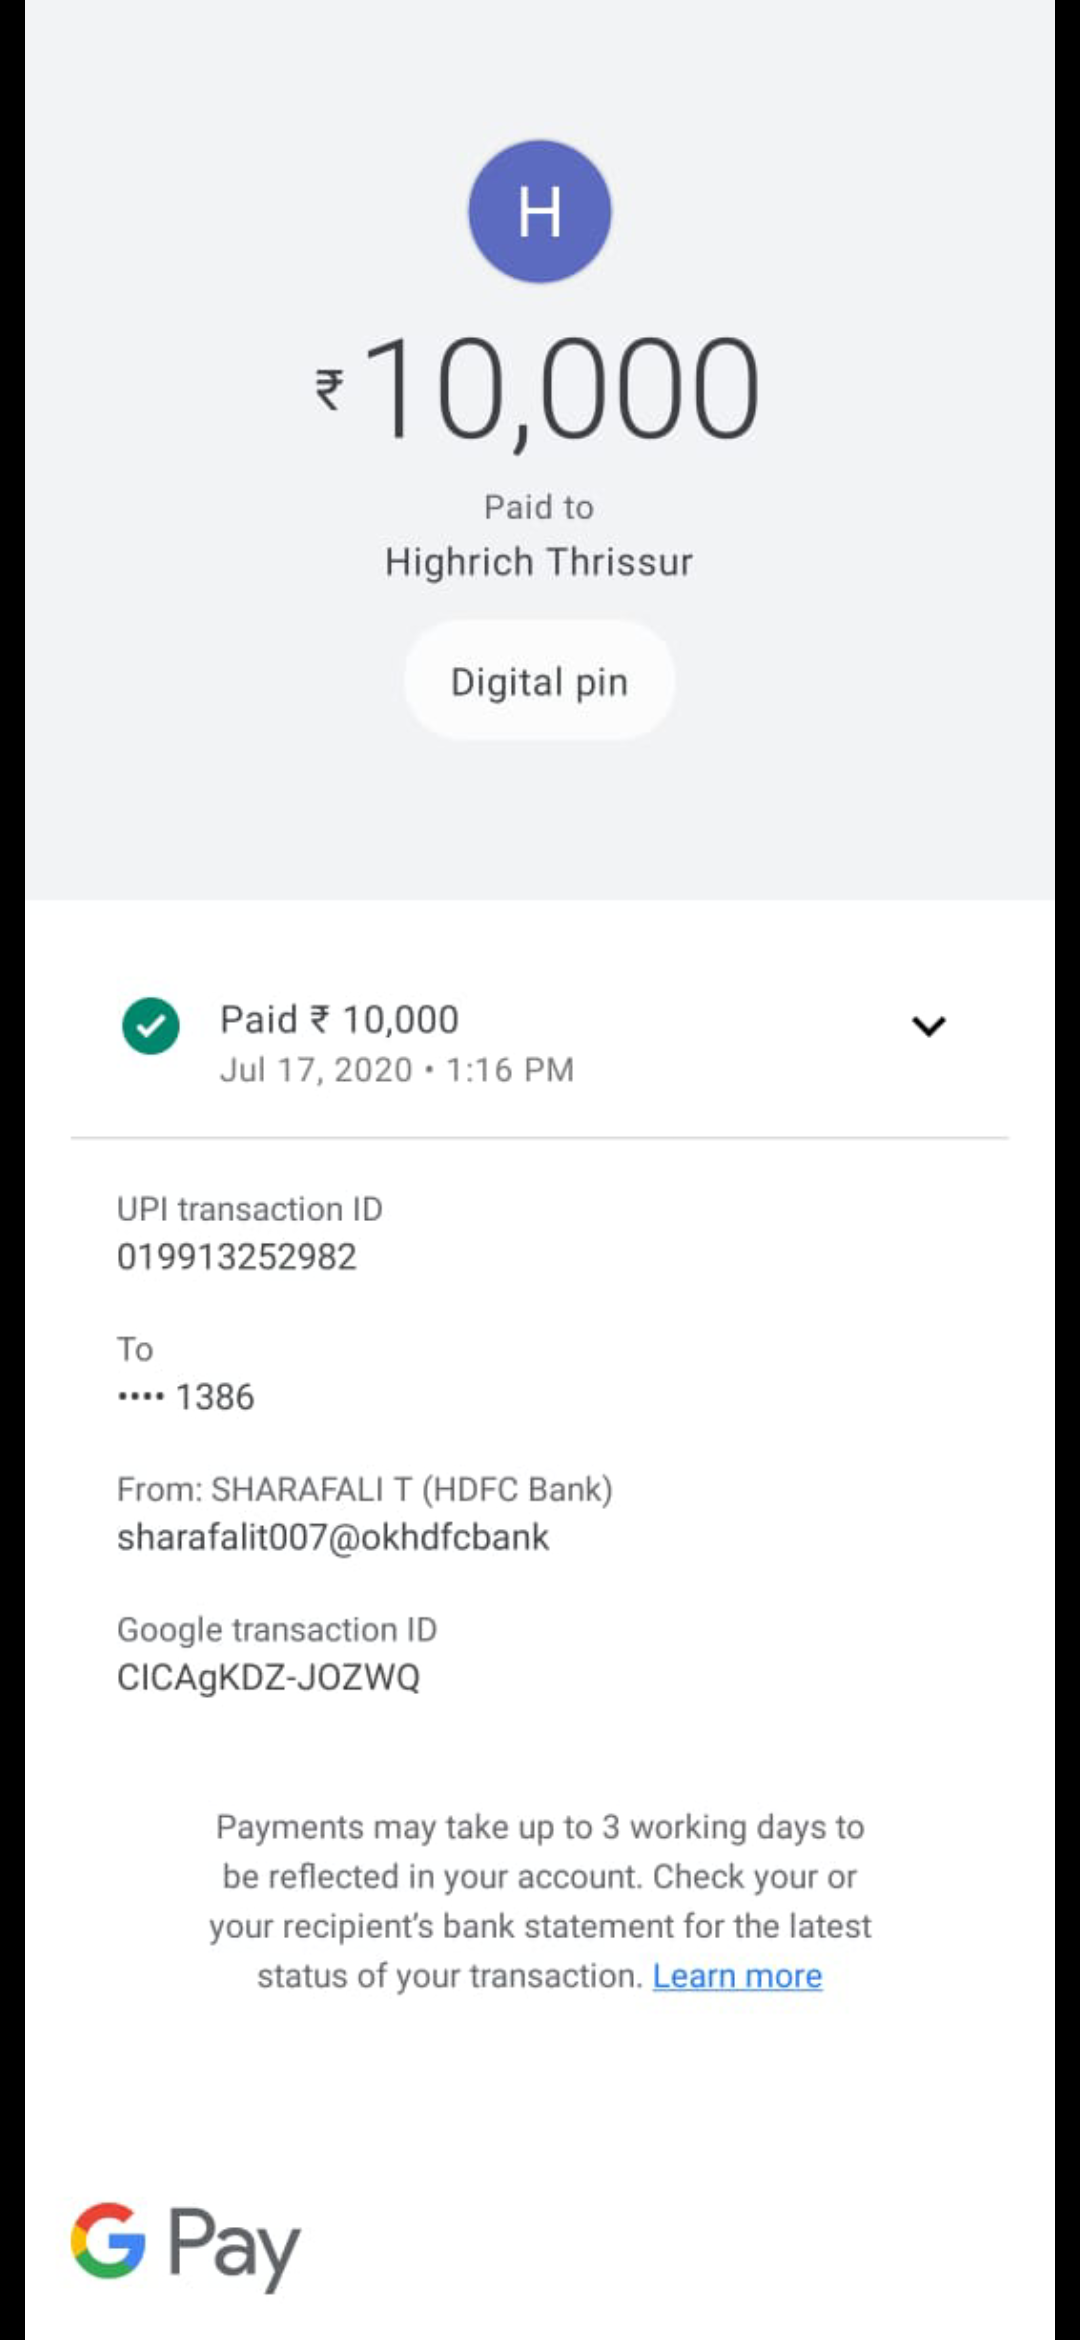 H
₹10,000
Paid to
Highrich Thrissur
Digital pin
Paid ₹ 10,000
Jul 17, 2020 • 1:16 PM
UPI transaction ID
019913252982
To
•••• 1386
From: SHARAFALI T (HDFC Bank)
sharafalit007@okhdfcbank
Google transaction ID
CICAgKDZ-JOZWQ
Payments may take up to 3 working days to
be reflected in your account. Check your or
your recipient's bank statement for the latest
status of your transaction. Learn more
G Pay